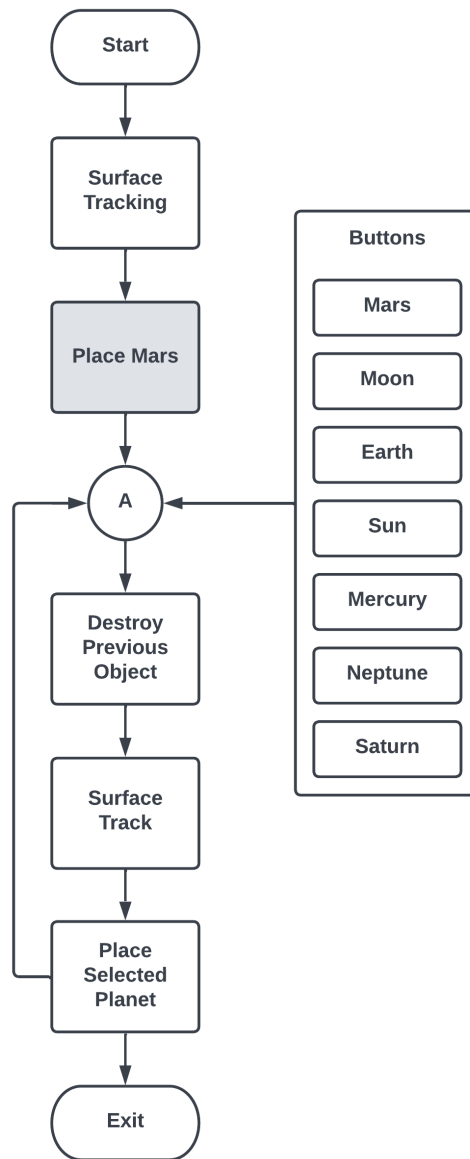 Start
Surface
Tracking
Place Mars
A
Destroy
Previous
Object
Surface
Track
Place
Selected
Planet
Exit
Buttons
Mars
Moon
Earth
Sun
Mercury
Neptune
Saturn